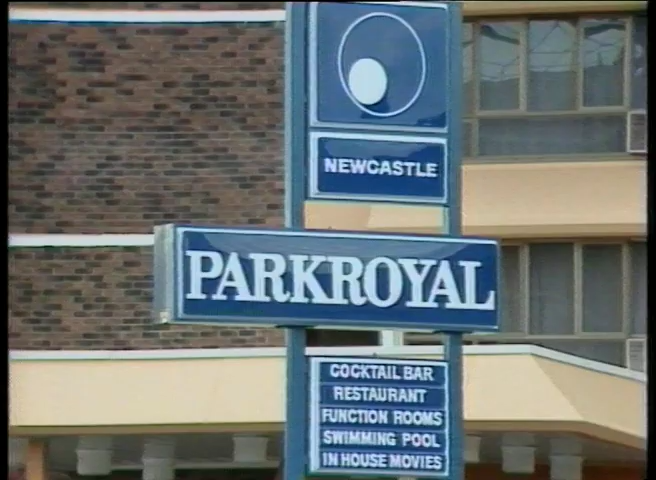 NEWCASTLE
PARKROYAL
COCKTAIL BAR
RESTAURANT
FUNCTION ROOMS
SWIMMING POOL
IN HOUSE MOVIES